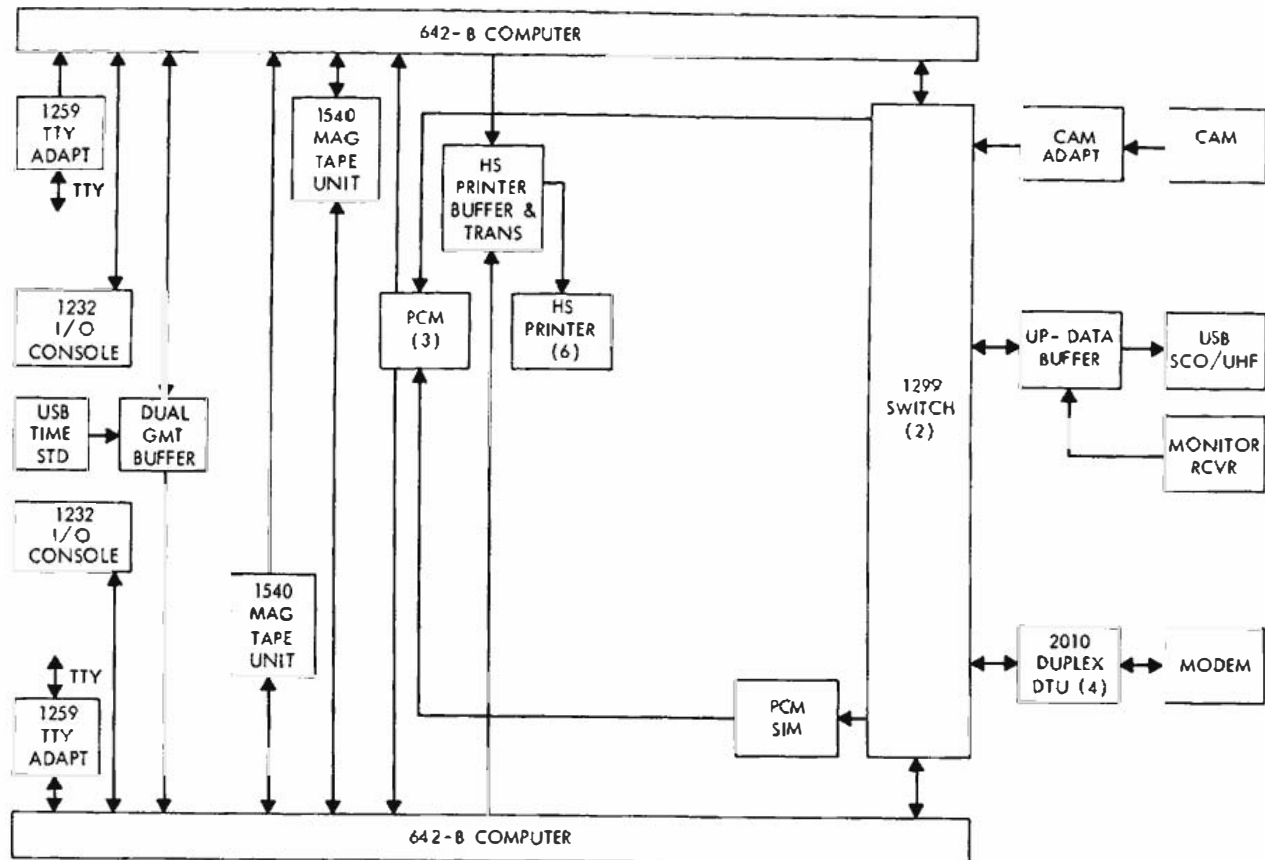 642-B COMPUTER
1259
TTY
ADAPT
TTY
1540
MAG
TAPE
UNIT
HS
PRINTER
BUFFER &
TRANS
CAM
ADAPT
CAM
1232
I/O
CONSOLE
PCM
(3)
HS
PRINTER
(6)
1299
SWITCH
(2)
UP-DATA
BUFFER
USB
SCO/UHF
USB
TIME
STD
DUAL
GMT
BUFFER
MONITOR
RCVR
1232
I/O
CONSOLE
1540
MAG
TAPE
UNIT
TTY
1259
TTY
ADAPT
PCM
SIM
2010
DUPLEX
DTU (4)
MODEM
642-B COMPUTER